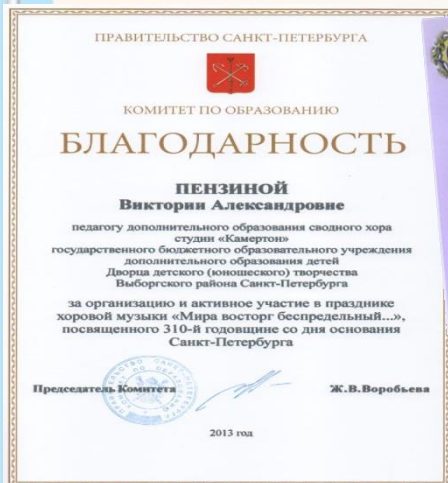 ПРАВИТЕЛЬСТВО САНКТ-ПЕТЕРБУРГА
КОМИТЕТ ПО ОБРАЗОВАНИЮ
БЛАГОДАРНОСТЬ
ПЕНЗИНОЙ
Виктории Александровне
педагогу дополнительного образования сводного хора
студии «Камертон»
государственного бюджетного образовательного учреждения
дополнительного образования детей
Дворца детского (юношеского) творчества
Выборгского района Санкт-Петербурга
за организацию и активное участие в празднике
хоровой музыки «Мира восторг беспредельный...»,
посвященного 310-й годовщине со дня основания
Санкт-Петербурга
Председатель Комитета Ж.В.Воробьева
2013 год